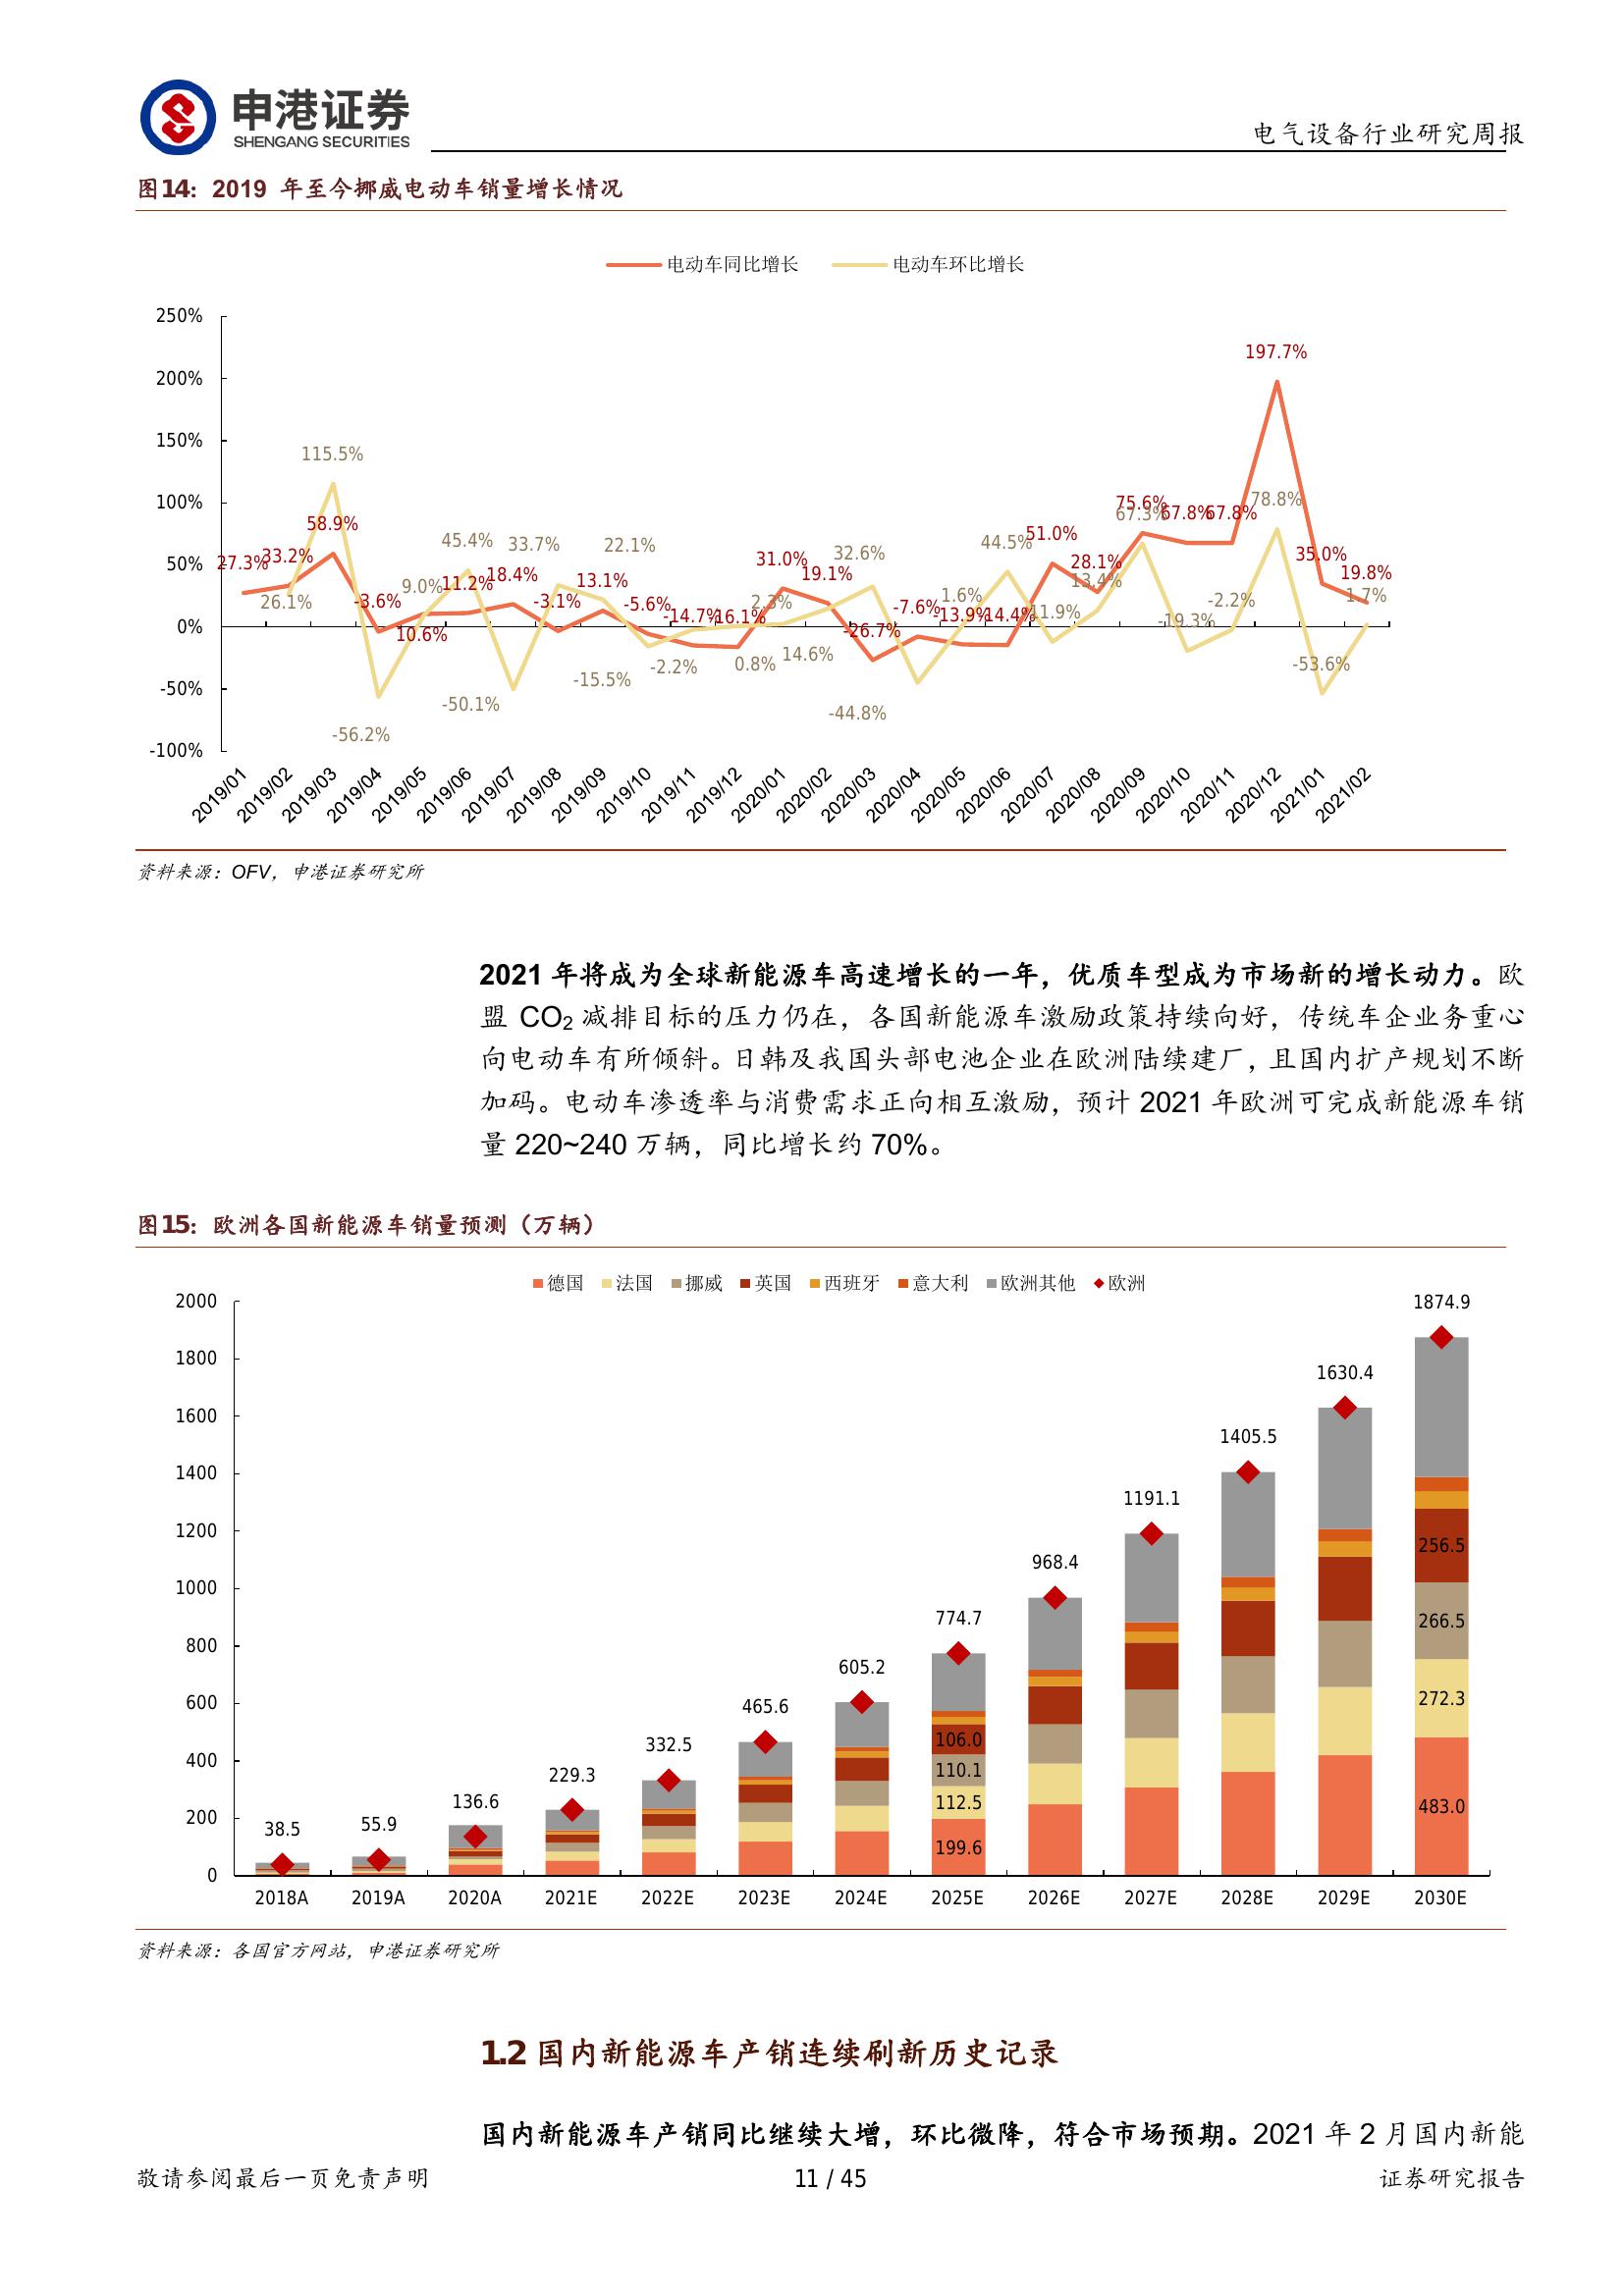 申港证券
SHENGANG SECURITIES
电气设备行业研究周报
图14：2019 年至今挪威电动车销量增长情况
电动车同比增长 电动车环比增长
250%
200%
150%
100%
50%
0%
-50%
-100%
27.3% 33.2% 58.9% -3.6% 10.6% 11.2% 18.4% -3.1% 13.1% -5.6% -14.7% -16.1% 31.0% 19.1% -26.7% -7.6% -13.9% -14.4% 51.0% 28.1% 75.6% 67.8% 67.8% 197.7% 35.0% 19.8%
26.1% 115.5% -56.2% 9.0% 45.4% -50.1% 33.7% 22.1% -15.5% -2.2% 0.8% 2.3% 14.6% 32.6% -44.8% 1.6% 44.5% -11.9% 13.4% 67.3% -19.3% -2.2% 78.8% -53.6% 1.7%
2019/01 2019/02 2019/03 2019/04 2019/05 2019/06 2019/07 2019/08 2019/09 2019/10 2019/11 2019/12 2020/01 2020/02 2020/03 2020/04 2020/05 2020/06 2020/07 2020/08 2020/09 2020/10 2020/11 2020/12 2021/01 2021/02
资料来源：OFV，申港证券研究所
2021 年将成为全球新能源车高速增长的一年，优质车型成为市场新的增长动力。欧
盟 CO₂ 减排目标的压力仍在，各国新能源车激励政策持续向好，传统车企业务重心
向电动车有所倾斜。日韩及我国头部电池企业在欧洲陆续建厂，且国内扩产规划不断
加码。电动车渗透率与消费需求正向相互激励，预计 2021 年欧洲可完成新能源车销
量 220~240 万辆，同比增长约 70%。
图15：欧洲各国新能源车销量预测（万辆）
德国 法国 挪威 英国 西班牙 意大利 欧洲其他 欧洲
2000
1800
1600
1400
1200
1000
800
600
400
200
0
38.5 55.9 136.6 229.3 332.5 465.6 605.2 774.7 968.4 1191.1 1405.5 1630.4 1874.9
106.0
110.1
112.5
199.6
256.5
266.5
272.3
483.0
2018A 2019A 2020A 2021E 2022E 2023E 2024E 2025E 2026E 2027E 2028E 2029E 2030E
资料来源：各国官方网站，申港证券研究所
1.2 国内新能源车产销连续刷新历史记录
国内新能源车产销同比继续大增，环比微降，符合市场预期。2021 年 2 月国内新能
敬请参阅最后一页免责声明 11 / 45 证券研究报告